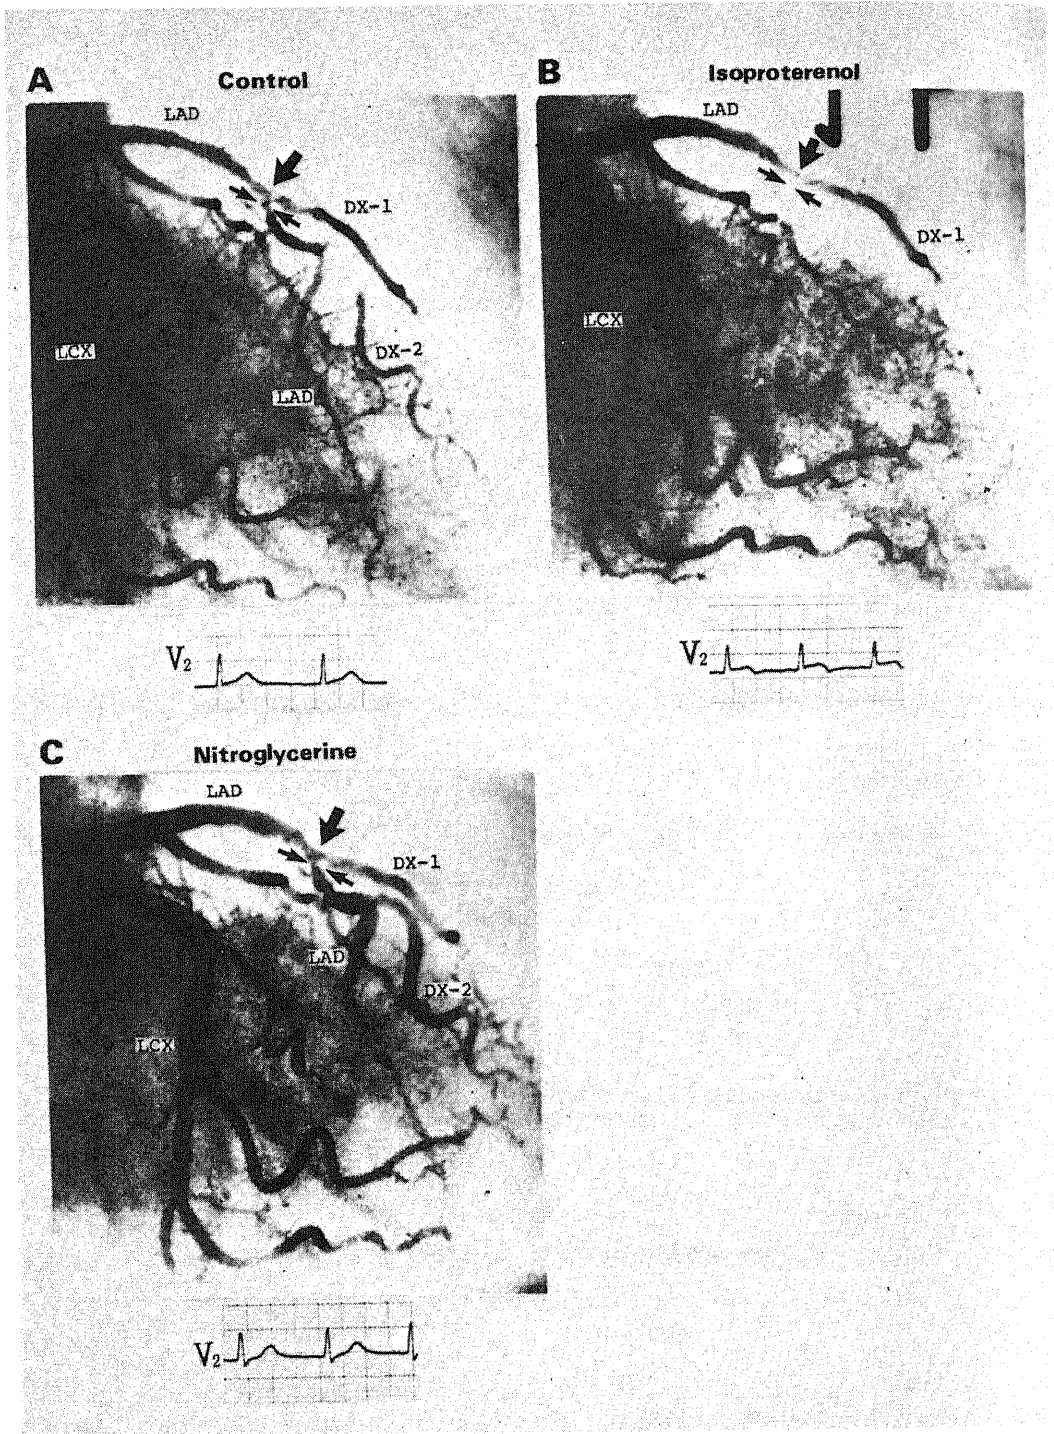 A
Control
LAD
DX-1
LCX
DX-2
LAD
V2
B
Isoproterenol
LAD
DX-1
LCX
V2
C
Nitroglycerine
LAD
DX-1
LAD
DX-2
LCX
V2